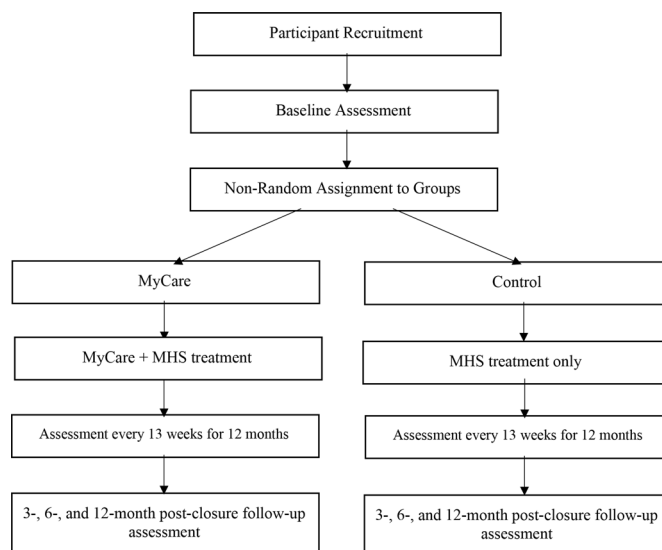 Participant Recruitment
Baseline Assessment
Non-Random Assignment to Groups
MyCare
Control
MyCare + MHS treatment
MHS treatment only
Assessment every 13 weeks for 12 months
Assessment every 13 weeks for 12 months
3-, 6-, and 12-month post-closure follow-up
assessment
3-, 6-, and 12-month post-closure follow-up
assessment